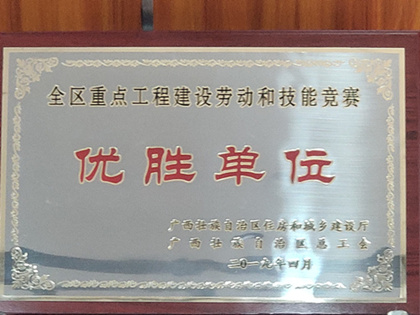 全区重点工程建设劳动和技能竞赛
优胜单位
广西壮族自治区住房和城乡建设厅
广西壮族自治区总工会
二〇一九年四月